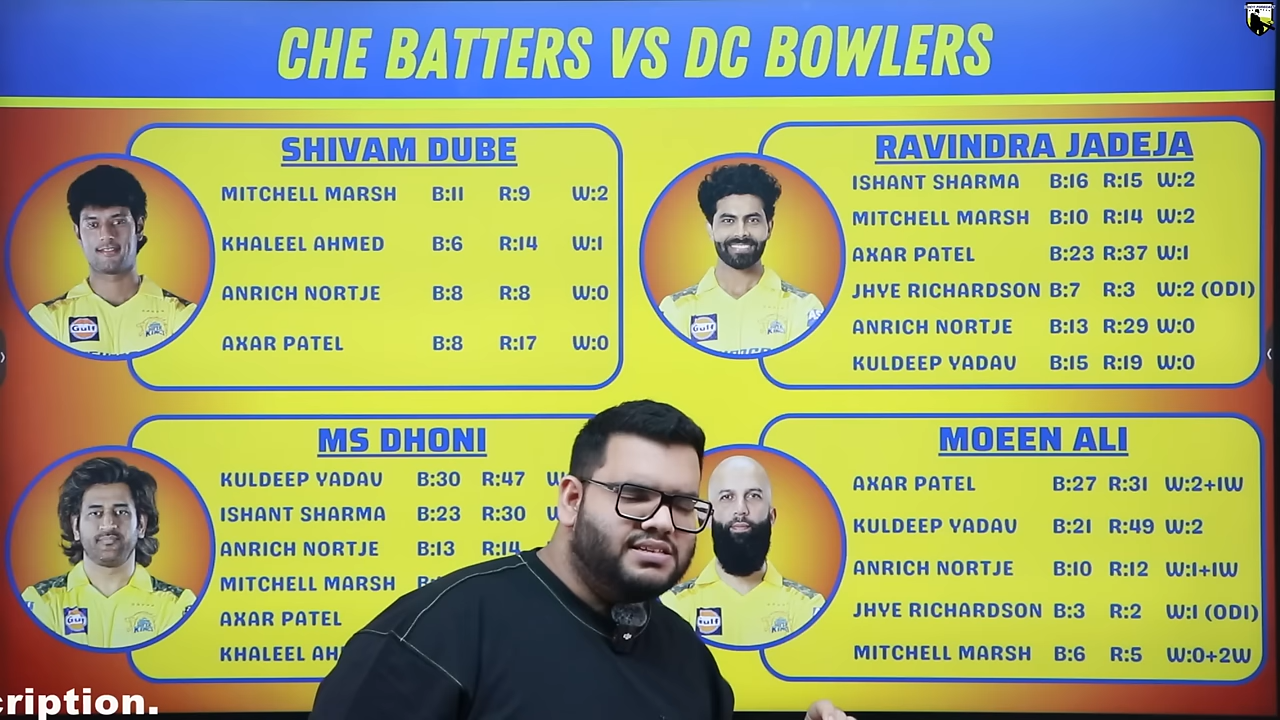 CHE BATTERS VS DC BOWLERS
SHIVAM DUBE
MITCHELL MARSH B:11 R:9 W:2
KHALEEL AHMED B:6 R:14 W:1
ANRICH NORTJE B:8 R:8 W:0
AXAR PATEL B:8 R:17 W:0
RAVINDRA JADEJA
ISHANT SHARMA B:16 R:15 W:2
MITCHELL MARSH B:10 R:14 W:2
AXAR PATEL B:23 R:37 W:1
JHYE RICHARDSON B:7 R:3 W:2 (ODI)
ANRICH NORTJE B:13 R:29 W:0
KULDEEP YADAV B:15 R:19 W:0
MS DHONI
KULDEEP YADAV B:30 R:47
ISHANT SHARMA B:23 R:30
ANRICH NORTJE B:13 R:14
MITCHELL MARSH
AXAR PATEL
KHALEEL
MOEEN ALI
AXAR PATEL B:27 R:31 W:2+1W
KULDEEP YADAV B:21 R:49 W:2
ANRICH NORTJE B:10 R:12 W:1+1W
JHYE RICHARDSON B:3 R:2 W:1 (ODI)
MITCHELL MARSH B:6 R:5 W:0+2W
Gulf
Gulf
Gulf
Gulf
cription.